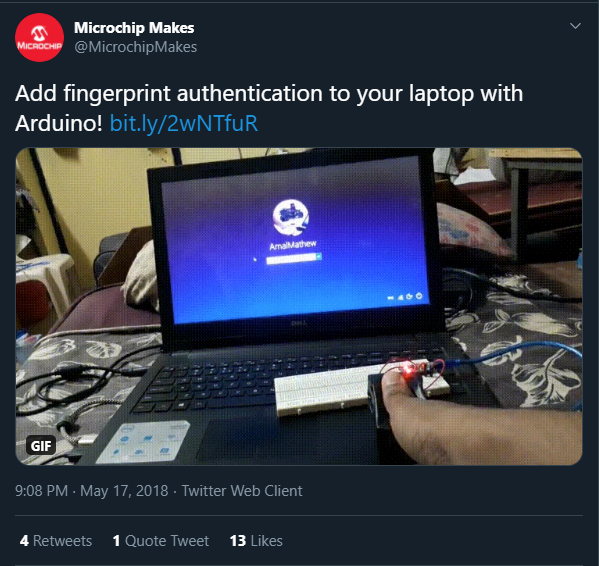 MICROCHIP
Microchip Makes
@MicrochipMakes
Add fingerprint authentication to your laptop with
Arduino! bit.ly/2wNTfuR
AmalMathew
DELL
GIF
9:08 PM · May 17, 2018 · Twitter Web Client
4 Retweets 1 Quote Tweet 13 Likes